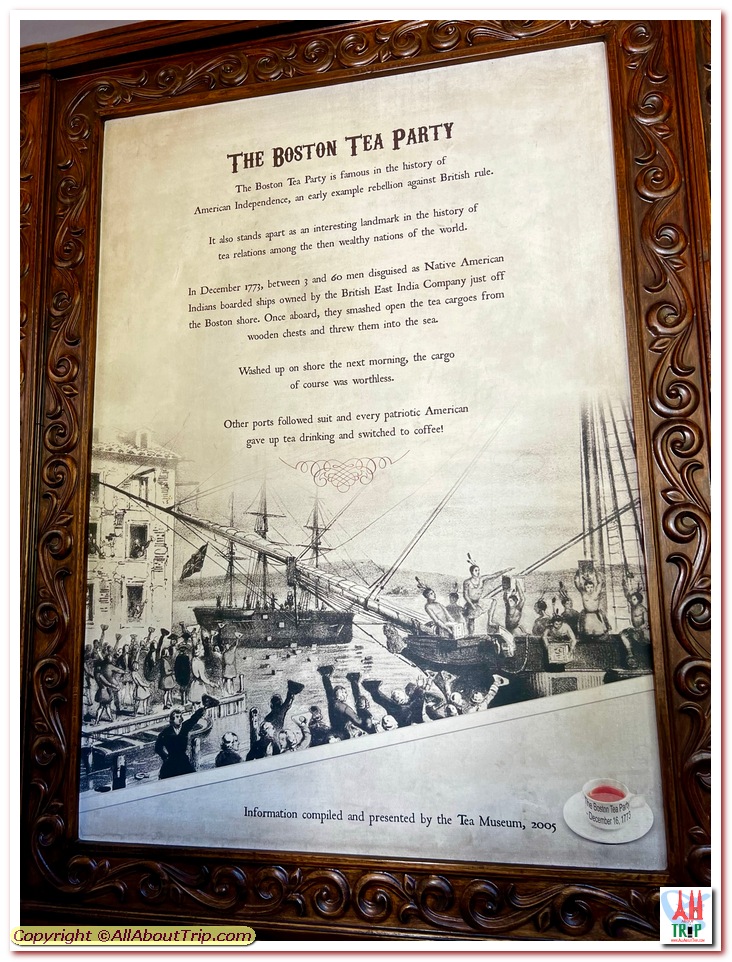 THE BOSTON TEA PARTY
The Boston Tea Party is famous in the history of
American Independence, an early example rebellion against British rule.
It also stands apart as an interesting landmark in the history of
tea relations among the then wealthy nations of the world.
In December 1773, between 3 and 60 men disguised as Native American
Indians boarded ships owned by the British East India Company just off
the Boston shore. Once aboard, they smashed open the tea cargoes from
wooden chests and threw them into the sea.
Washed up on shore the next morning, the cargo
of course was worthless.
Other ports followed suit and every patriotic American
gave up tea drinking and switched to coffee!
Information compiled and presented by the Tea Museum, 2005
The Boston Tea Party
December 16, 1773
Copyright ©AllAboutTrip.com
AH
ABOUT
TRIP
www.AllAboutTrip.com